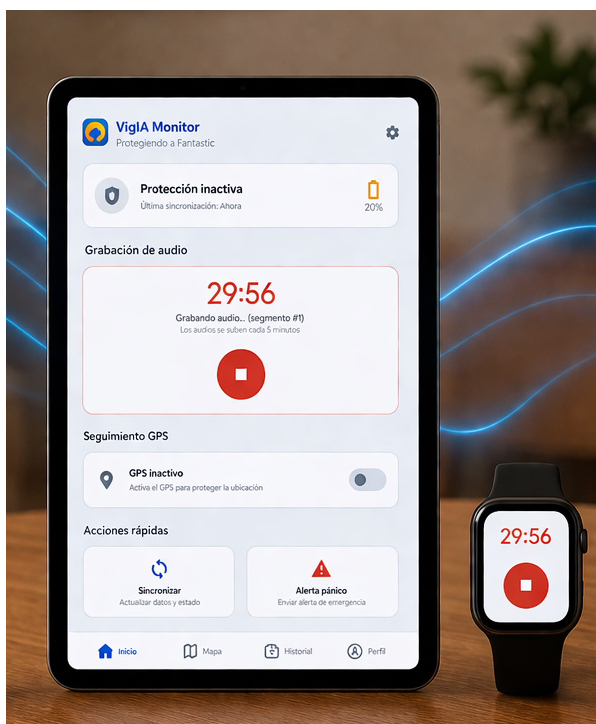 VigIA Monitor
Protegiendo a Fantastic
Protección inactiva
Última sincronización: Ahora
20%
Grabación de audio
29:56
Grabando audio... (segmento #1)
Los audios se suben cada 5 minutos
Seguimiento GPS
GPS inactivo
Activa el GPS para proteger la ubicación
Acciones rápidas
Sincronizar
Actualizar datos y estado
Alerta pánico
Enviar alerta de emergencia
Inicio
Mapa
Historial
Perfil
29:56